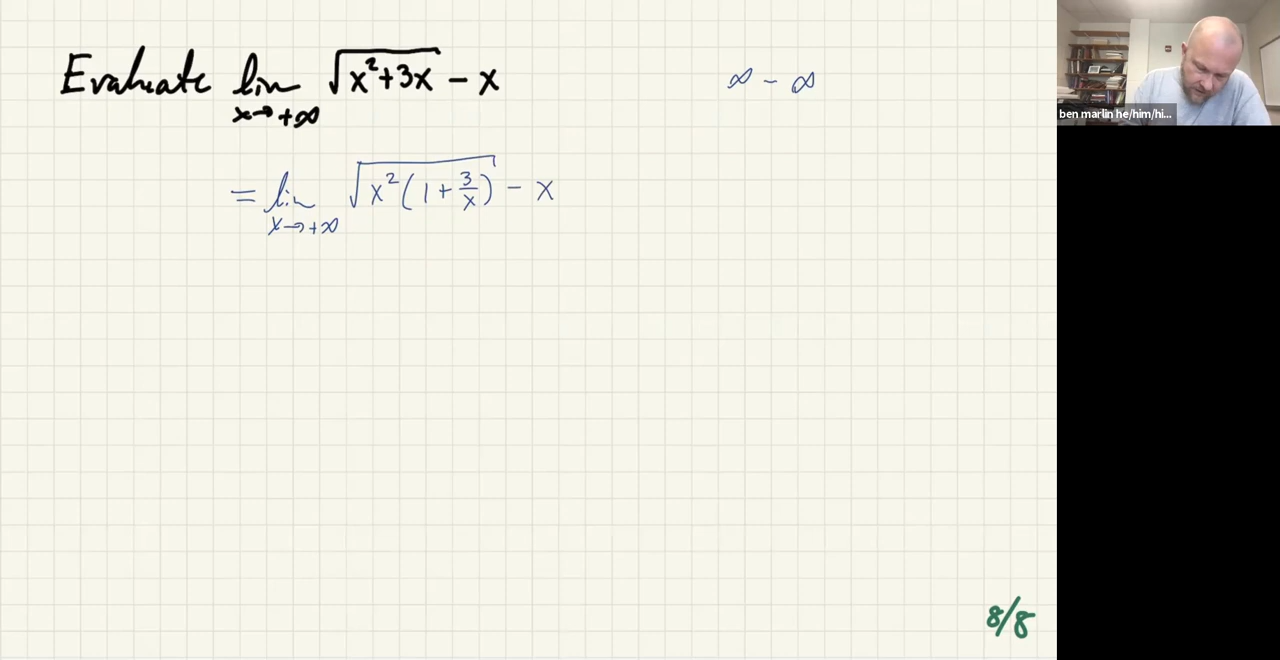 Evaluate lim x→+∞ √(x²+3x) - x
∞ - ∞
= lim x→+∞ √(x²(1+3/x)) - x
8/8
ben marlin he/him/hi...